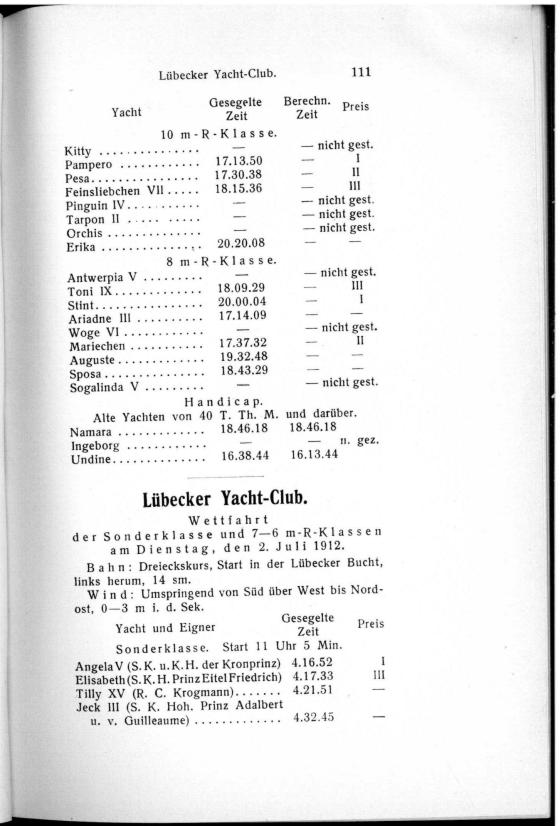 Lübecker Yacht-Club. 111
Yacht Gesegelte Zeit Berechn. Zeit Preis
10 m-R-Klasse.
Kitty ............... — — nicht gest.
Pampero ............ 17.13.50 — I
Pesa................. 17.30.38 — II
Feinsliebchen VII ..... 18.15.36 — III
Pinguin IV........... — — nicht gest.
Tarpon II ........... — — nicht gest.
Orchis .............. — — nicht gest.
Erika ............... 20.20.08 — —
8 m-R-Klasse.
Antwerpia V ......... — — nicht gest.
Toni IX............. 18.09.29 — III
Stint................ 20.00.04 — I
Ariadne III .......... 17.14.09 — —
Woge VI ............ — — nicht gest.
Mariechen ........... 17.37.32 — II
Auguste ............. 19.32.48 — —
Sposa ............... 18.43.29 — —
Sogalinda V ......... — — nicht gest.
Handicap.
Alte Yachten von 40 T. Th. M. und darüber.
Namara ............. 18.46.18 18.46.18
Ingeborg ............ — — n. gez.
Undine.............. 16.38.44 16.13.44
Lübecker Yacht-Club.
Wettfahrt
der Sonderklasse und 7—6 m-R-Klassen
am Dienstag, den 2. Juli 1912.
Bahn: Dreieckskurs, Start in der Lübecker Bucht,
links herum, 14 sm.
Wind: Umspringend von Süd über West bis Nord-
ost, 0—3 m i. d. Sek.
Yacht und Eigner Gesegelte Zeit Preis
Sonderklasse. Start 11 Uhr 5 Min.
Angela V (S. K. u. K. H. der Kronprinz) 4.16.52 I
Elisabeth (S. K. H. Prinz Eitel Friedrich) 4.17.33 III
Tilly XV (R. C. Krogmann)....... 4.21.51 —
Jeck III (S. K. Hoh. Prinz Adalbert
u. v. Guilleaume) ............. 4.32.45 —